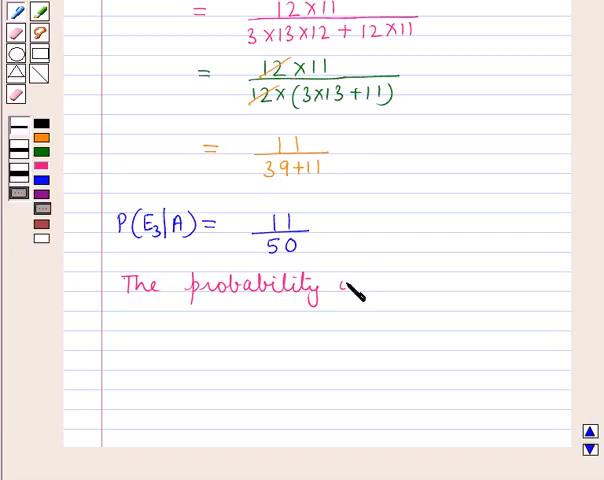 = 12×11 / 3×13×12 + 12×11
= 12×11 / 12×(3×13+11)
= 11 / 39+11
P(E₃|A) = 11 / 50
The probability